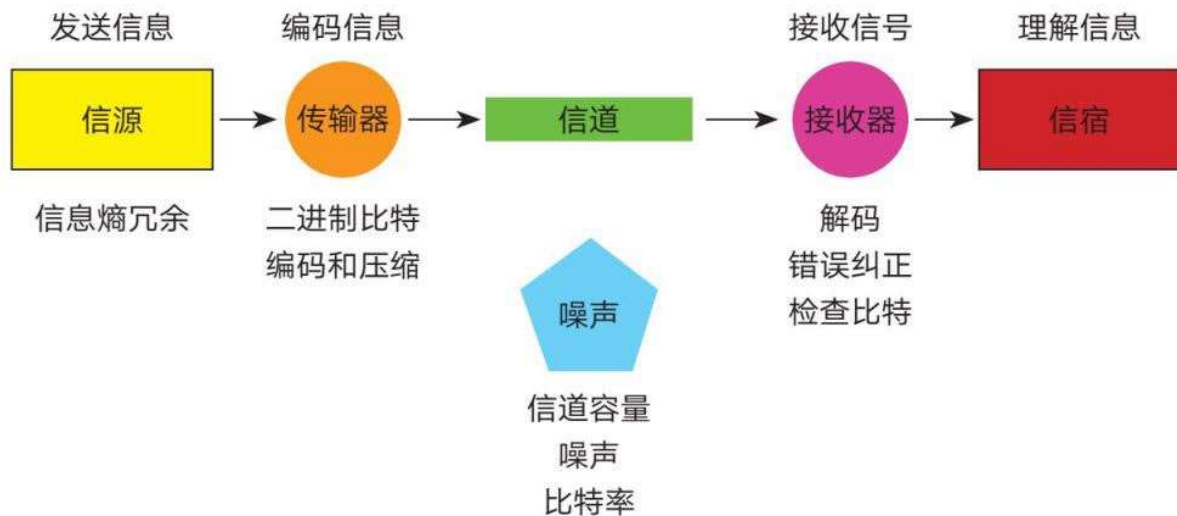 发送信息
编码信息
接收信号
理解信息
信源
传输器
信道
接收器
信宿
信息熵冗余
二进制比特
编码和压缩
解码
错误纠正
检查比特
噪声
信道容量
噪声
比特率